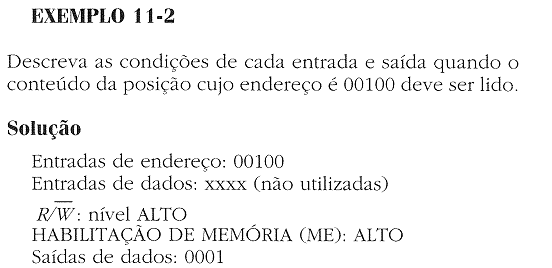 EXEMPLO 11-2
Descreva as condições de cada entrada e saída quando o
conteúdo da posição cujo endereço é 00100 deve ser lido.
Solução
Entradas de endereço: 00100
Entradas de dados: xxxx (não utilizadas)
R/W̅: nível ALTO
HABILITAÇÃO DE MEMÓRIA (ME): ALTO
Saídas de dados: 0001